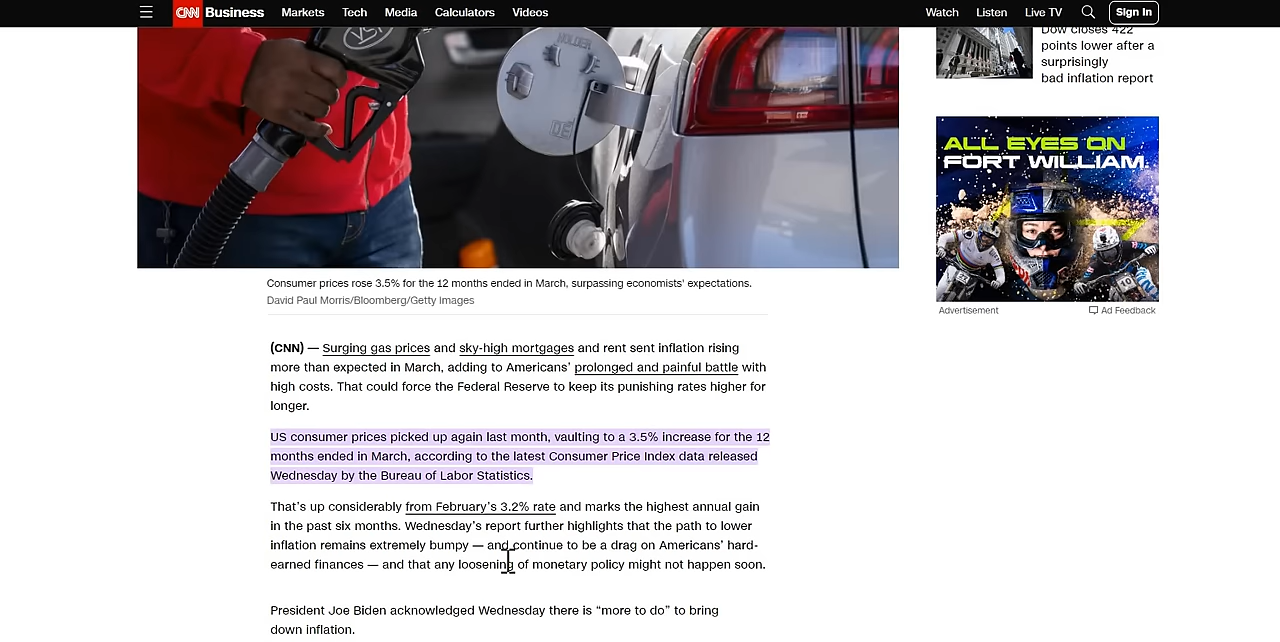 CNN Business Markets Tech Media Calculators Videos Watch Listen Live TV Sign in
HOLDER
Dow closes 422
points lower after a
surprisingly
bad inflation report
ALL EYES ON
FORT WILLIAM.
10
Advertisement Ad Feedback
Consumer prices rose 3.5% for the 12 months ended in March, surpassing economists' expectations.
David Paul Morris/Bloomberg/Getty Images
(CNN) — Surging gas prices and sky-high mortgages and rent sent inflation rising
more than expected in March, adding to Americans’ prolonged and painful battle with
high costs. That could force the Federal Reserve to keep its punishing rates higher for
longer.
US consumer prices picked up again last month, vaulting to a 3.5% increase for the 12
months ended in March, according to the latest Consumer Price Index data released
Wednesday by the Bureau of Labor Statistics.
That’s up considerably from February’s 3.2% rate and marks the highest annual gain
in the past six months. Wednesday’s report further highlights that the path to lower
inflation remains extremely bumpy — and continue to be a drag on Americans’ hard-
earned finances — and that any loosening of monetary policy might not happen soon.
President Joe Biden acknowledged Wednesday there is “more to do” to bring
down inflation.